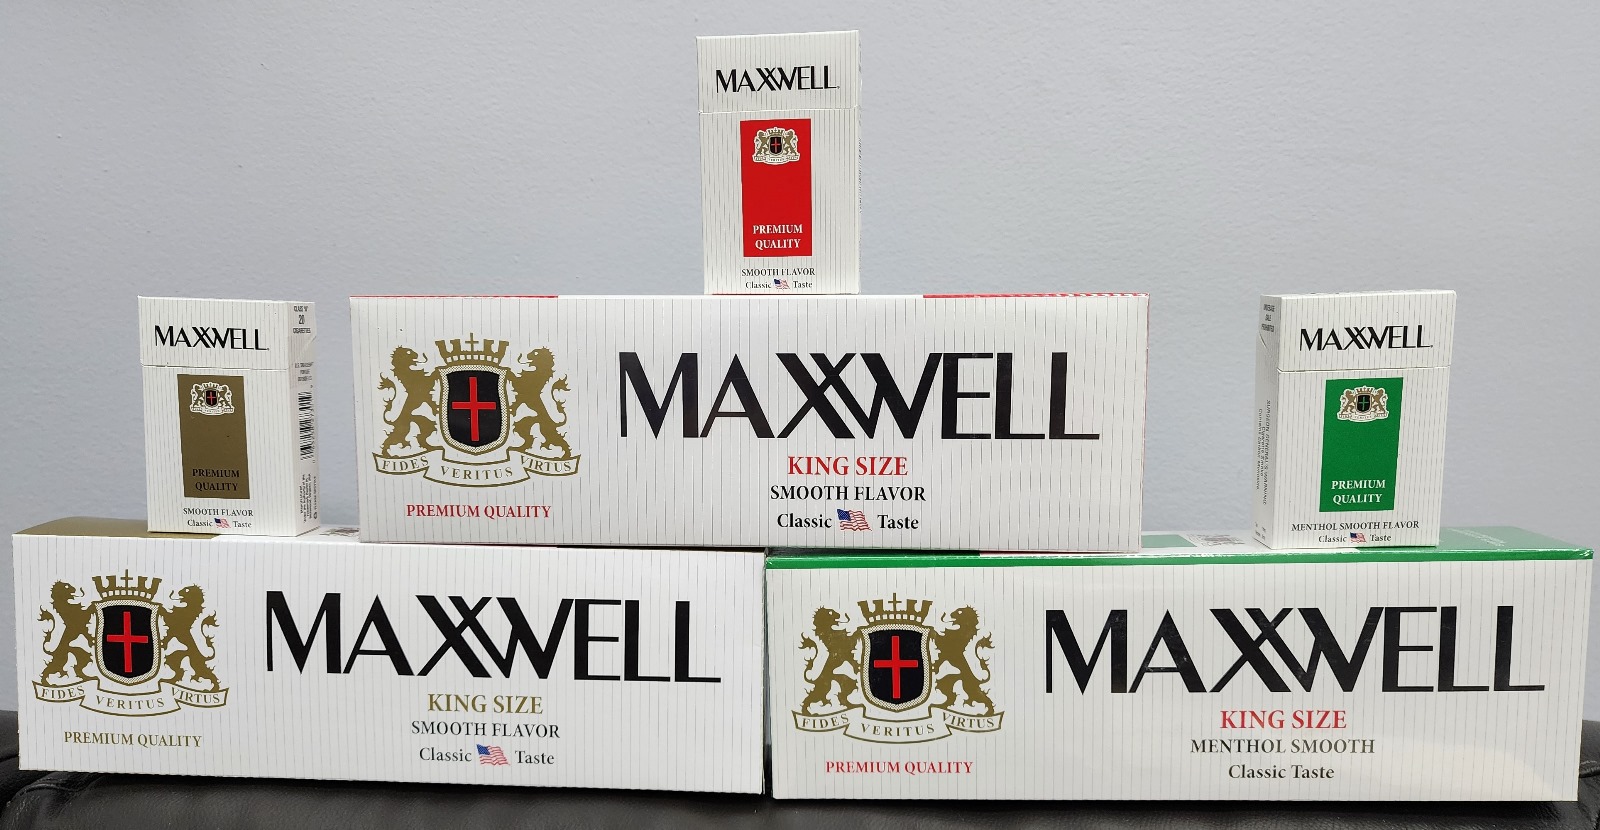 MAXWELL
PREMIUM
QUALITY
SMOOTH FLAVOR
Classic Taste
MAXWELL
PREMIUM
QUALITY
SMOOTH FLAVOR
Classic Taste
CLASS "A"
20
CIGARETTES
FIDES VERITUS VIRTUS
PREMIUM QUALITY
MAXWELL
KING SIZE
SMOOTH FLAVOR
Classic Taste
MAXWELL
PREMIUM
QUALITY
MENTHOL SMOOTH FLAVOR
Classic Taste
FIDES VERITUS VIRTUS
PREMIUM QUALITY
MAXWELL
KING SIZE
SMOOTH FLAVOR
Classic Taste
FIDES VERITUS VIRTUS
PREMIUM QUALITY
MAXWELL
KING SIZE
MENTHOL SMOOTH
Classic Taste